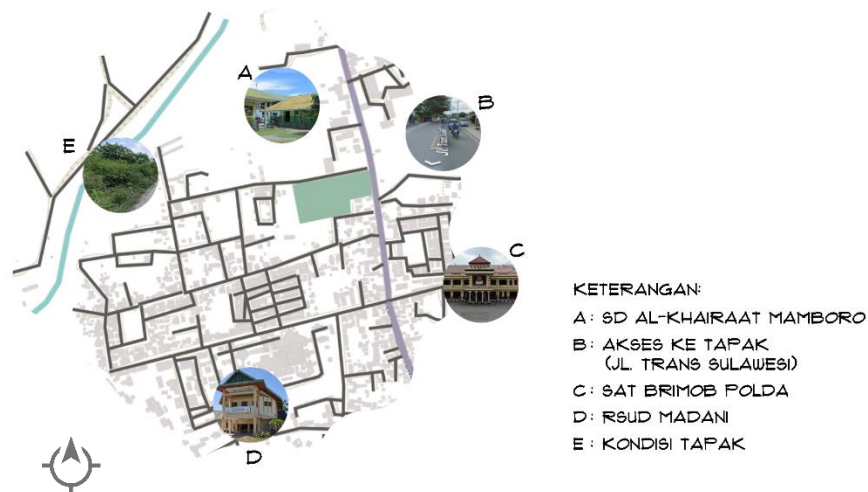 A
B
E
C
D
KETERANGAN:
A : SD AL-KHAIRAAT MAMBORO
B : AKSES KE TAPAK
(JL. TRANS SULAWESI)
C : SAT BRIMOB POLDA
D : RSUD MADANI
E : KONDISI TAPAK